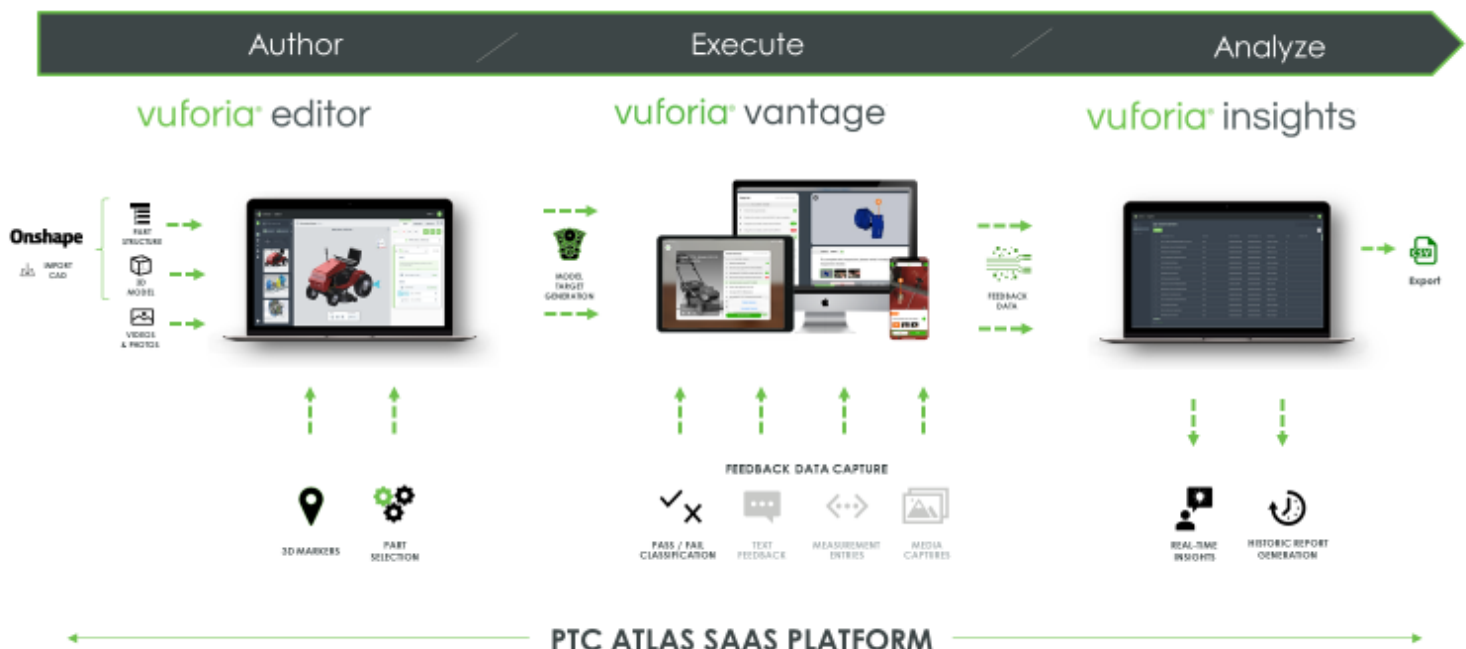 Author
Execute
Analyze
vuforia® editor
vuforia® vantage
vuforia® insights
Onshape
IMPORT
CAD
PART
STRUCTURE
3D
MODEL
VIDEOS
& PHOTOS
MODEL
TARGET
GENERATION
FEEDBACK
DATA
CSV
Export
3D MARKERS
PART
SELECTION
FEEDBACK DATA CAPTURE
PASS / FAIL
CLASSIFICATION
TEXT
FEEDBACK
MEASUREMENT
ENTRIES
MEDIA
CAPTURES
REAL-TIME
INSIGHTS
HISTORIC REPORT
GENERATION
PTC ATLAS SAAS PLATFORM